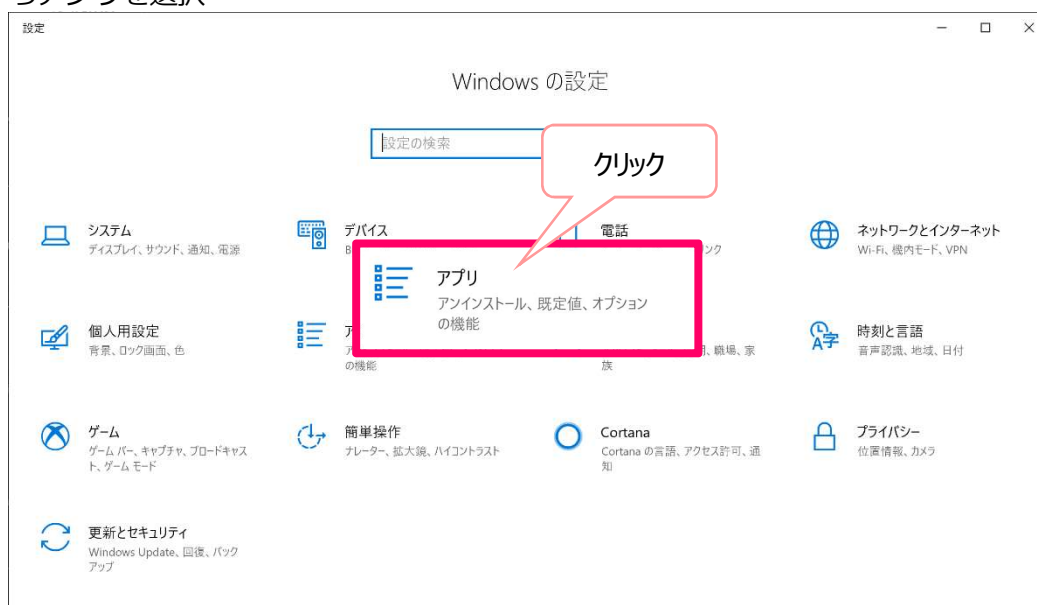 らアプリを選択
設定
Windows の設定
設定の検索
クリック
システム
ディスプレイ、サウンド、通知、電源
デバイス
電話
ネットワークとインターネット
Wi-Fi、機内モード、VPN
アプリ
アンインストール、既定値、オプション
の機能
個人用設定
背景、ロック画面、色
の機能
職場、家
族
時刻と言語
音声認識、地域、日付
ゲーム
ゲーム バー、キャプチャ、ブロードキャス
ト、ゲーム モード
簡単操作
ナレーター、拡大鏡、ハイコントラスト
Cortana
Cortana の言語、アクセス許可、通
知
プライバシー
位置情報、カメラ
更新とセキュリティ
Windows Update、回復、バック
アップ